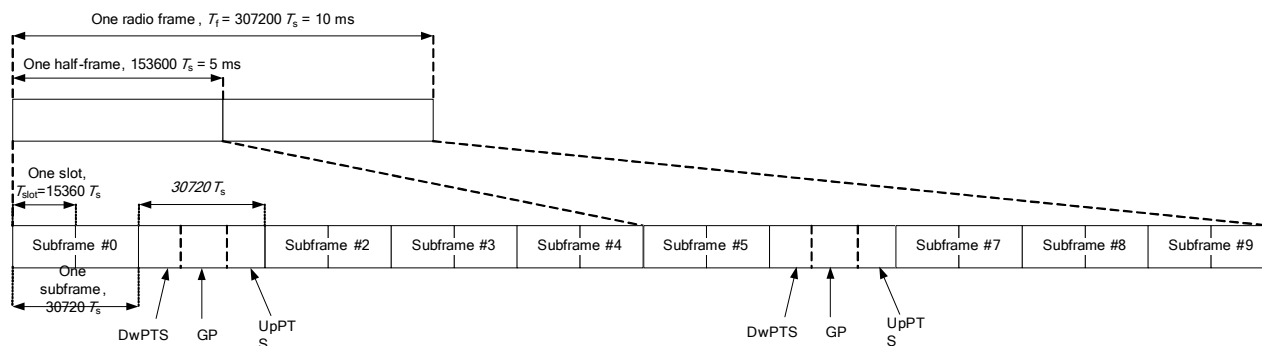 One radio frame , Tf = 307200 Ts = 10 ms
One half-frame, 153600 Ts = 5 ms
One slot,
Tslot=15360 Ts
30720 Ts
Subframe #0
Subframe #2
Subframe #3
Subframe #4
Subframe #5
Subframe #7
Subframe #8
Subframe #9
One
subframe ,
30720 Ts
DwPTS
GP
UpPT
S
DwPTS
GP
UpPT
S